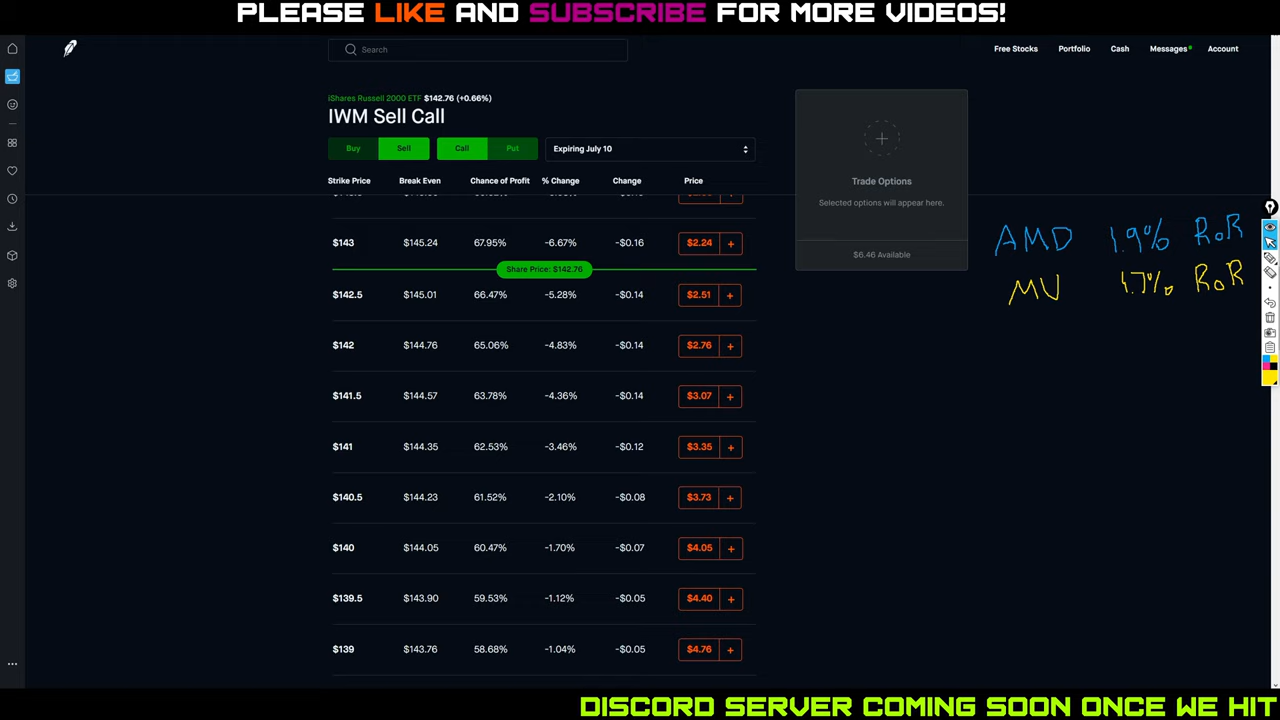 PLEASE LIKE AND SUBSCRIBE FOR MORE VIDEOS!
Search
Free Stocks Portfolio Cash Messages Account
iShares Russell 2000 ETF $142.76 (+0.66%)
IWM Sell Call
Buy Sell Call Put Expiring July 10
Strike Price Break Even Chance of Profit % Change Change Price
$143 $145.24 67.95% -6.67% -$0.16 $2.24 +
Share Price: $142.76
$142.5 $145.01 66.47% -5.28% -$0.14 $2.51 +
$142 $144.76 65.06% -4.83% -$0.14 $2.76 +
$141.5 $144.57 63.78% -4.36% -$0.14 $3.07 +
$141 $144.35 62.53% -3.46% -$0.12 $3.35 +
$140.5 $144.23 61.52% -2.10% -$0.08 $3.73 +
$140 $144.05 60.47% -1.70% -$0.07 $4.05 +
$139.5 $143.90 59.53% -1.12% -$0.05 $4.40 +
$139 $143.76 58.68% -1.04% -$0.05 $4.76 +
Trade Options
Selected options will appear here.
$6.46 Available
AMD 1.9% RoR
MU 1.7% RoR
DISCORD SERVER COMING SOON ONCE WE HIT